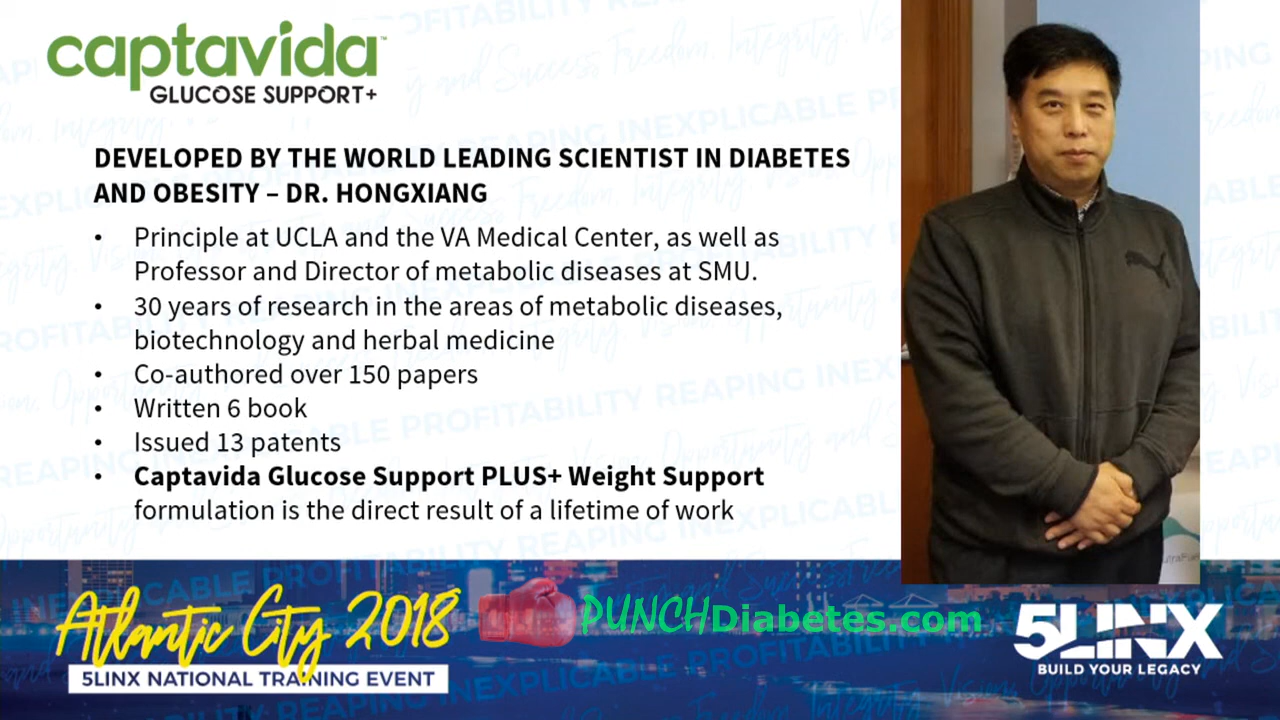 captavida™
GLUCOSE SUPPORT+
DEVELOPED BY THE WORLD LEADING SCIENTIST IN DIABETES
AND OBESITY – DR. HONGXIANG
• Principle at UCLA and the VA Medical Center, as well as
Professor and Director of metabolic diseases at SMU.
• 30 years of research in the areas of metabolic diseases,
biotechnology and herbal medicine
• Co-authored over 150 papers
• Written 6 book
• Issued 13 patents
• Captavida Glucose Support PLUS+ Weight Support
formulation is the direct result of a lifetime of work
Atlantic City 2018
5LINX NATIONAL TRAINING EVENT
PUNCHDiabetes.com
5LINX
BUILD YOUR LEGACY